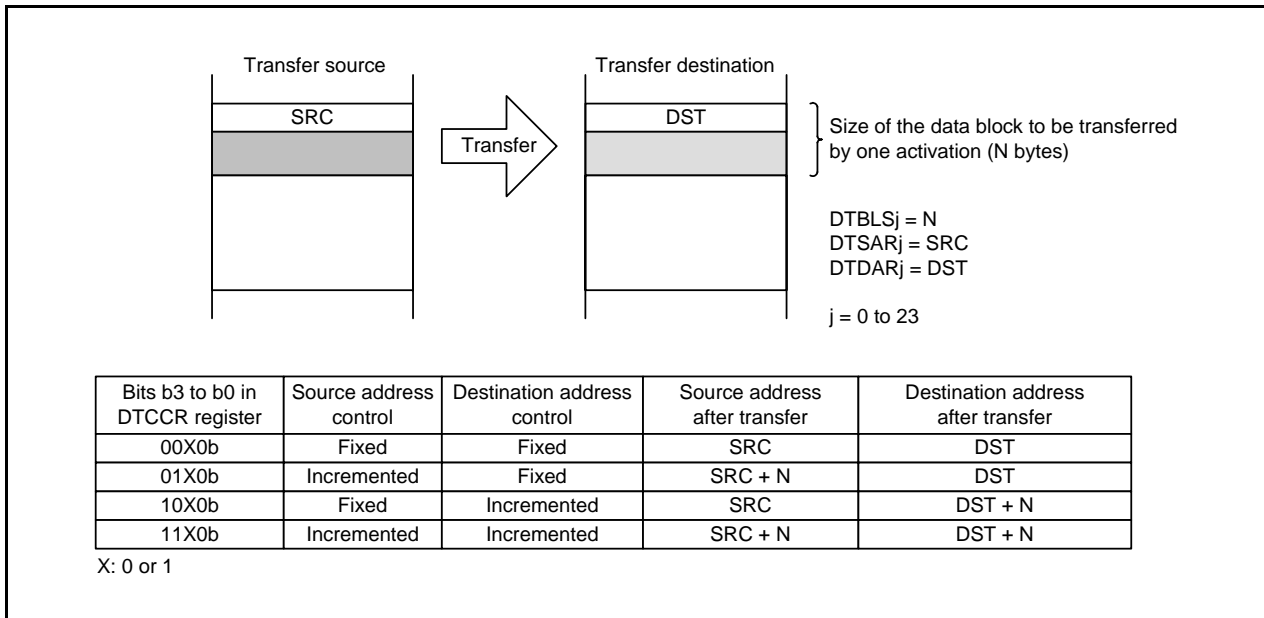 Transfer source
Transfer destination
SRC
DST
Transfer
Size of the data block to be transferred
by one activation (N bytes)
DTBLSj = N
DTSARj = SRC
DTDARj = DST
j = 0 to 23
Bits b3 to b0 in DTCCR register Source address control Destination address control Source address after transfer Destination address after transfer
00X0b Fixed Fixed SRC DST
01X0b Incremented Fixed SRC + N DST
10X0b Fixed Incremented SRC DST + N
11X0b Incremented Incremented SRC + N DST + N
X: 0 or 1